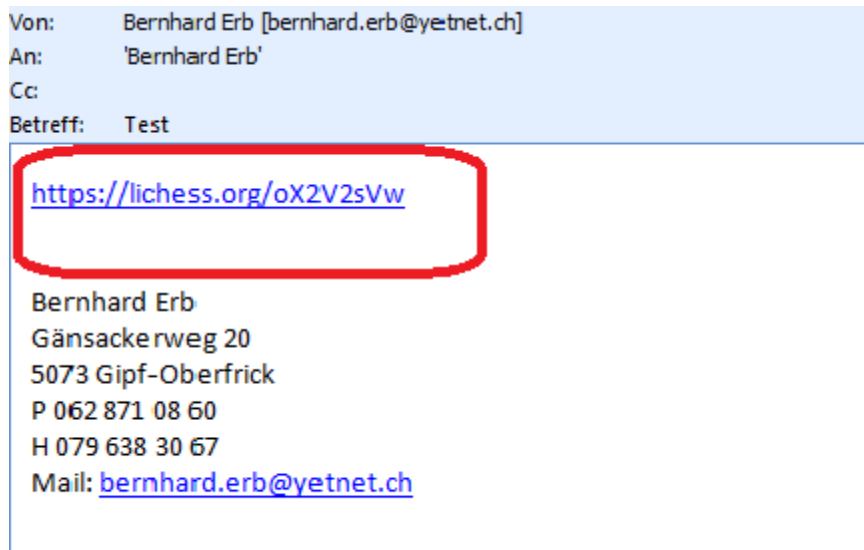 Von: Bernhard Erb [bernhard.erb@yetnet.ch]
An: 'Bernhard Erb'
Cc:
Betreff: Test
https://lichess.org/oX2V2sVw
Bernhard Erb
Gänsackerweg 20
5073 Gipf-Oberfrick
P 062 871 08 60
H 079 638 30 67
Mail: bernhard.erb@yetnet.ch